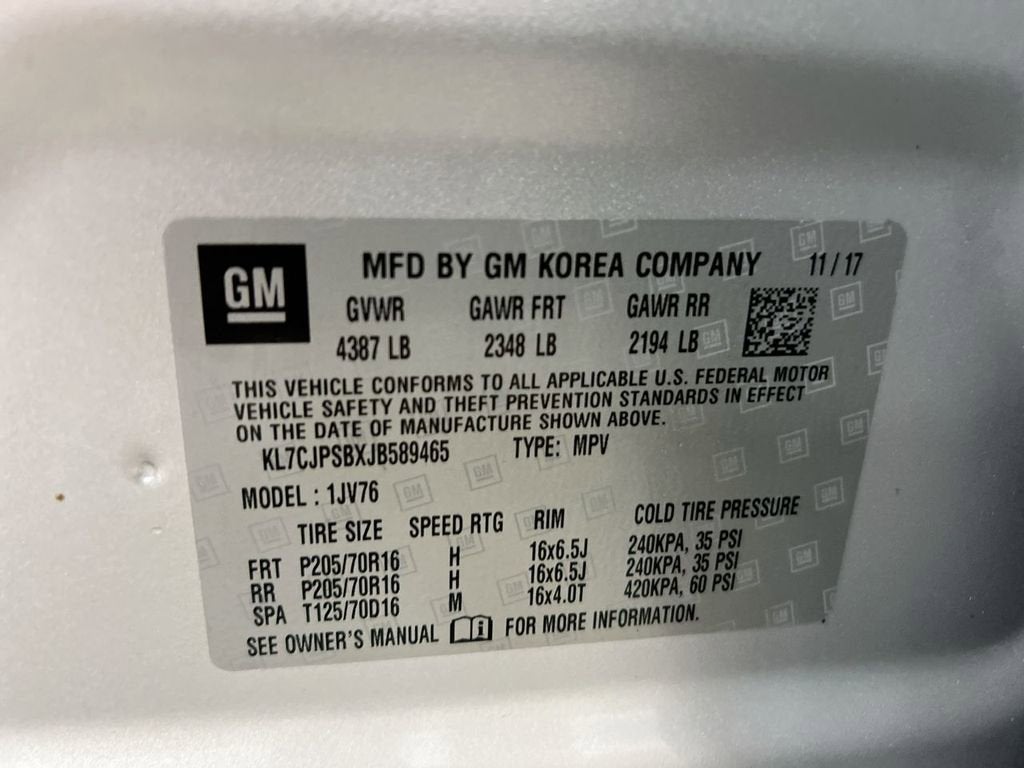 GM
MFD BY GM KOREA COMPANY 11/17
GVWR GAWR FRT GAWR RR
4387 LB 2348 LB 2194 LB
THIS VEHICLE CONFORMS TO ALL APPLICABLE U.S. FEDERAL MOTOR
VEHICLE SAFETY AND THEFT PREVENTION STANDARDS IN EFFECT
ON THE DATE OF MANUFACTURE SHOWN ABOVE.
KL7CJPSBXJB589465 TYPE: MPV
MODEL : 1JV76
TIRE SIZE SPEED RTG RIM COLD TIRE PRESSURE
FRT P205/70R16 H 16x6.5J 240KPA, 35 PSI
RR P205/70R16 H 16x6.5J 240KPA, 35 PSI
SPA T125/70D16 M 16x4.0T 420KPA, 60 PSI
SEE OWNER'S MANUAL i FOR MORE INFORMATION.